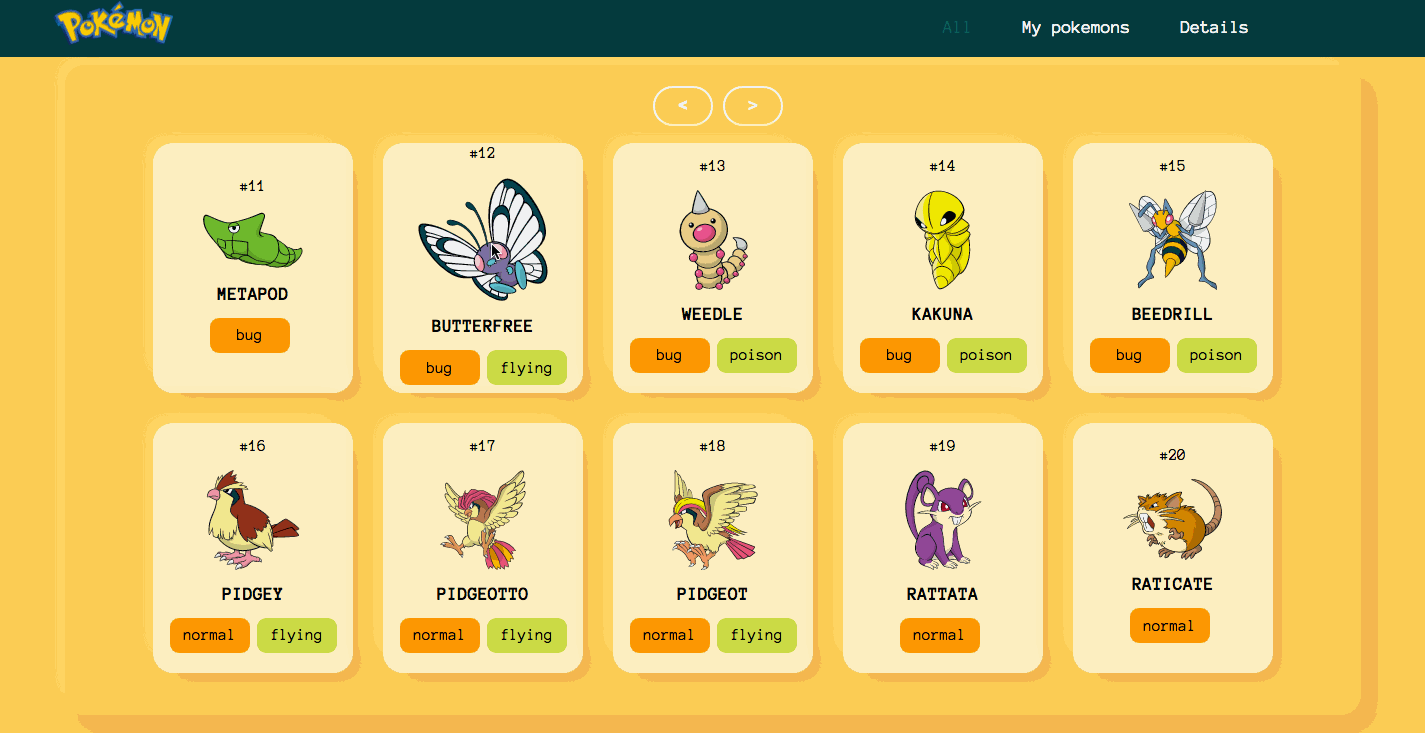 POKéMON
All My pokemons Details
< >
#11 #12 #13 #14 #15
METAPOD BUTTERFREE WEEDLE KAKUNA BEEDRILL
bug bug flying bug poison bug poison bug poison
#16 #17 #18 #19 #20
PIDGEY PIDGEOTTO PIDGEOT RATTATA RATICATE
normal flying normal flying normal flying normal normal